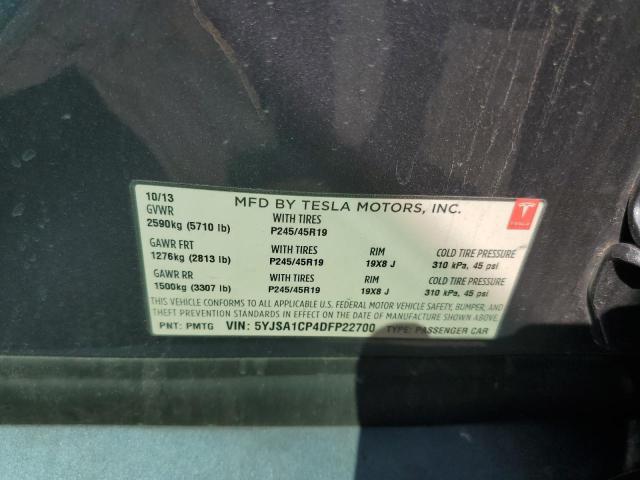 10/13 MFD BY TESLA MOTORS, INC.
GVWR WITH TIRES
2590kg (5710 lb) P245/45R19
TESLA
GAWR FRT WITH TIRES RIM COLD TIRE PRESSURE
1276kg (2813 lb) P245/45R19 19X8 J 310 kPa, 45 psi
GAWR RR WITH TIRES RIM COLD TIRE PRESSURE
1500kg (3307 lb) P245/45R19 19X8 J 310 kPa, 45 psi
THIS VEHICLE CONFORMS TO ALL APPLICABLE U.S. FEDERAL MOTOR VEHICLE SAFETY, BUMPER, AND
THEFT PREVENTION STANDARDS IN EFFECT ON THE DATE OF MANUFACTURE SHOWN ABOVE.
PNT: PMTG VIN: 5YJSA1CP4DFP22700 TYPE: PASSENGER CAR